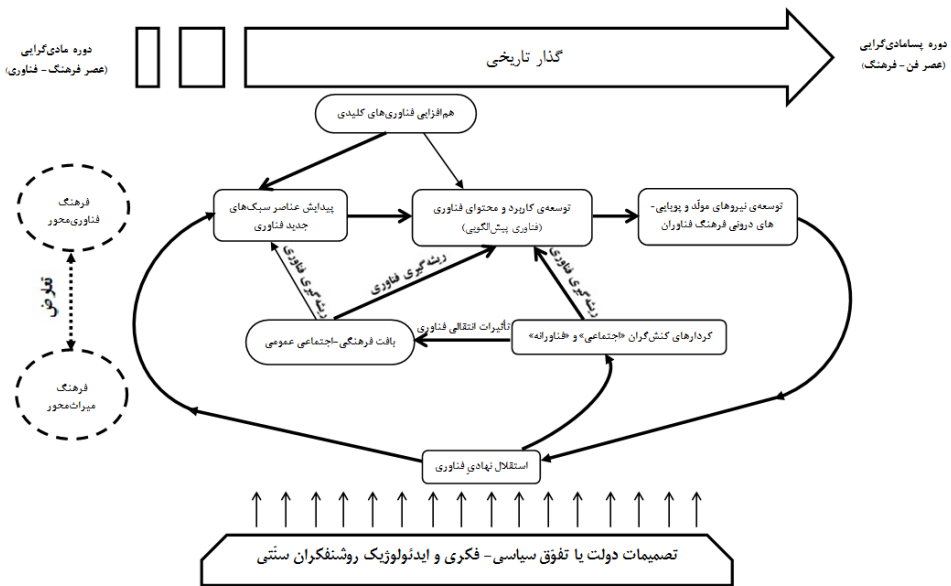 دوره مادی‌گرایی
(عصر فرهنگ- فناوری)
گذار تاریخی
دوره پسامادی‌گرایی
(عصر فن- فرهنگ)
هم‌افزایی فناوری‌های کلیدی
فرهنگ
فناوری‌محور
پیدایش عناصر سبک‌های
جدید فناوری
توسعه‌ی کاربرد و محتوای فناوری
(فناوری پیش‌الگویی)
توسعه‌ی نیروهای مولّد و پویایی-
های درونی فرهنگ فناوران
تعارض
ریشه‌گیری فناوری
ریشه‌گیری فناوری
ریشه‌گیری فناوری
بافت فرهنگی-اجتماعی عمومی
تأثیرات انتقالی فناوری
کردارهای کنش‌گران «اجتماعی» و «فناورانه»
فرهنگ
میراث‌محور
استقلال نهادیِ فناوری
تصمیمات دولت یا تفوّق سیاسی- فکری و ایدئولوژیک روشنفکران سنّتی